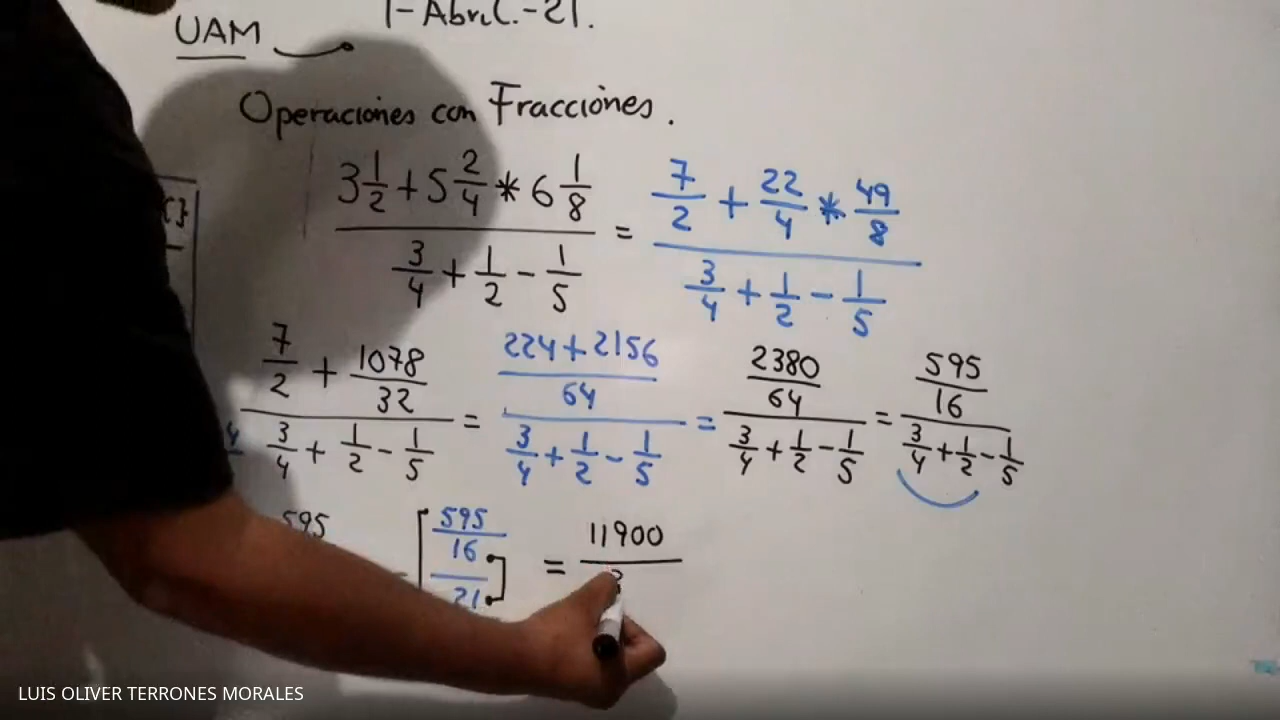 UAM
1-Abril.-21.
Operaciones con Fracciones.
3 1/2 + 5 2/4 * 6 1/8 / 3/4 + 1/2 - 1/5 = 7/2 + 22/4 * 49/8 / 3/4 + 1/2 - 1/5
7/2 + 1078/32 / 3/4 + 1/2 - 1/5 = 224+2156/64 / 3/4 + 1/2 - 1/5 = 2380/64 / 3/4 + 1/2 - 1/5 = 595/16 / 3/4 + 1/2 - 1/5
595 [595/16 / 21] = 11900
LUIS OLIVER TERRONES MORALES